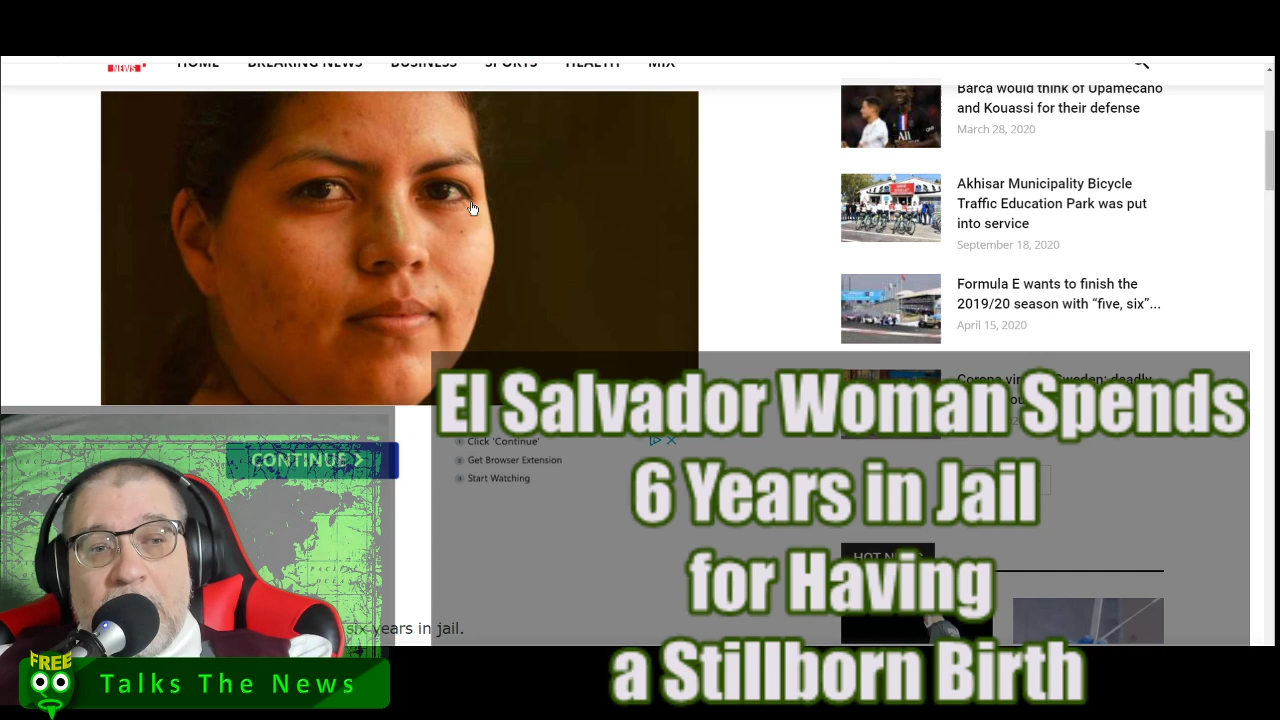 NEWS
HOME BREAKING NEWS BUSINESS SPORTS HEALTH MIX
Barca would think of Upamecano
and Kouassi for their defense
March 28, 2020
Akhisar Municipality Bicycle
Traffic Education Park was put
into service
September 18, 2020
Formula E wants to finish the
2019/20 season with “five, six”...
April 15, 2020
El Salvador Woman Spends
6 Years in Jail
for Having
a Stillborn Birth
Click 'Continue'
Get Browser Extension
Start Watching
CONTINUE
six years in jail.
FREE
Talks The News